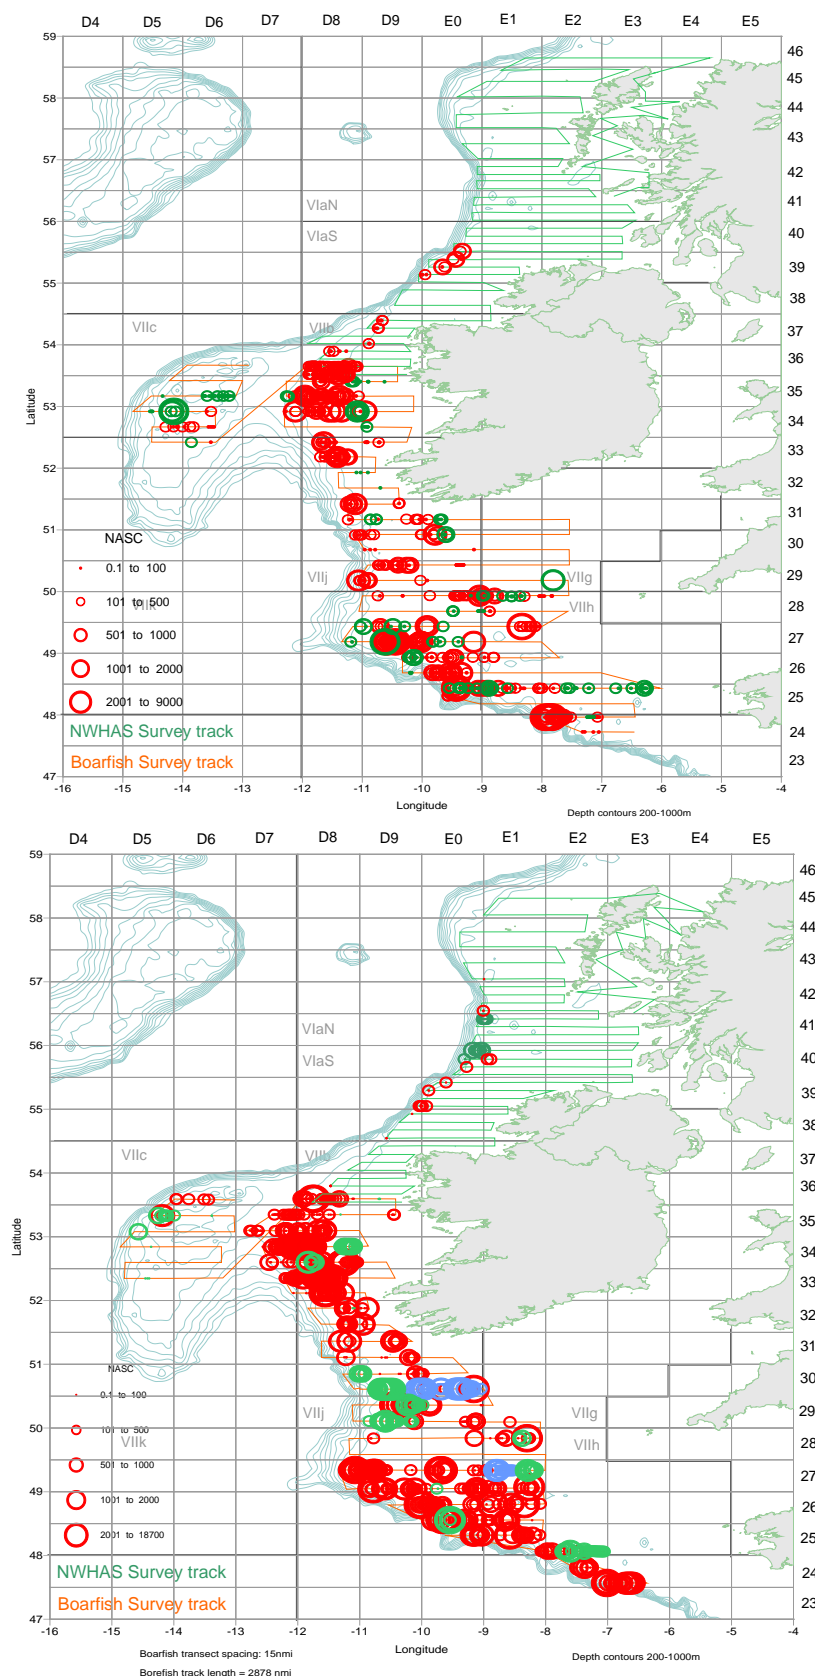 D4 D5 D6 D7 D8 D9 E0 E1 E2 E3 E4 E5
59
46
45
58
44
43
57
42
VIaN
41
56
VIaS
40
39
55
38
VIIc VIIb
37
54
36
35
53
Latitude
34
33
52
32
31
51
NASC
30
0.1 to 100
VIIj VIIg
29
50
101 to 500
VIIk VIIh
28
501 to 1000
27
49
1001 to 2000
26
2001 to 9000
25
48
NWHAS Survey track
24
Boarfish Survey track
23
47
-16 -15 -14 -13 -12 -11 -10 -9 -8 -7 -6 -5 -4
Longitude
Depth contours 200-1000m
D4 D5 D6 D7 D8 D9 E0 E1 E2 E3 E4 E5
59
46
45
58
44
43
57
42
VIaN
41
56
VIaS
40
39
55
38
VIIc VIIb
37
54
36
35
53
Latitude
34
33
52
32
31
51
NASC
30
0.1 to 100
VIIj VIIg
29
50
101 to 500
VIIk VIIh
28
501 to 1000
27
49
1001 to 2000
26
2001 to 18700
25
48
NWHAS Survey track
24
Boarfish Survey track
23
47
-16 -15 -14 -13 -12 -11 -10 -9 -8 -7 -6 -5 -4
Longitude
Boarfish transect spacing: 15nmi
Depth contours 200-1000m
Borefish track length = 2878 nmi